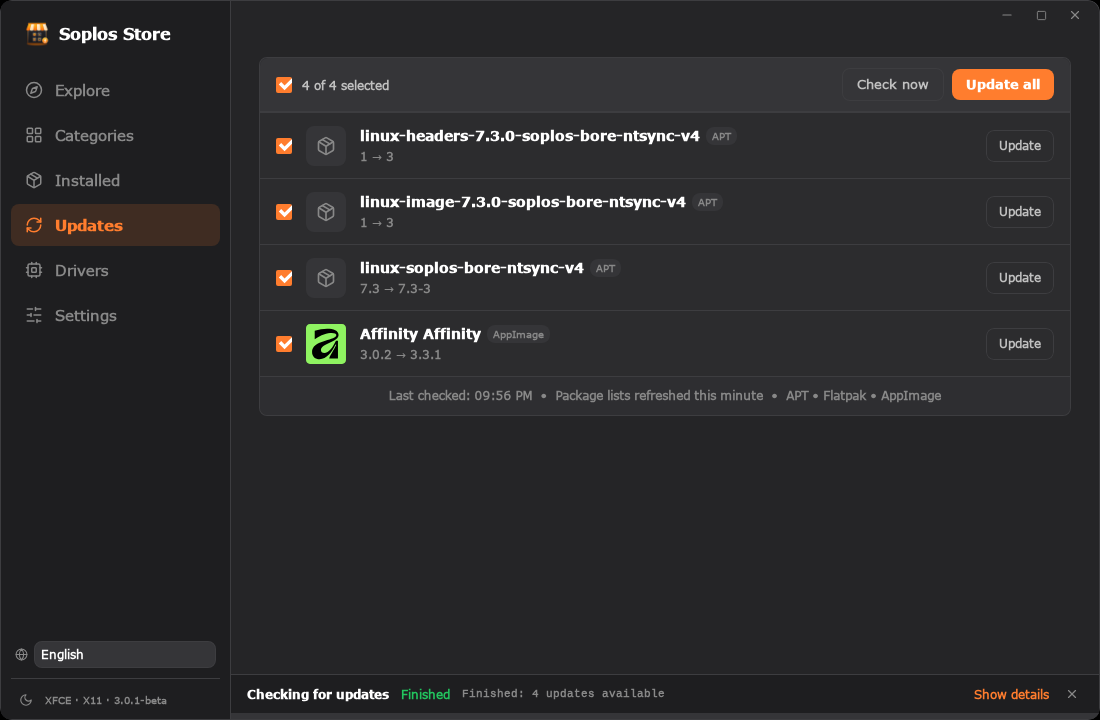 Soplos Store
Explore
Categories
Installed
Updates
Drivers
Settings
English
XFCE · X11 · 3.0.1-beta
4 of 4 selected
Check now
Update all
linux-headers-7.3.0-soplos-bore-ntsync-v4 APT
1 → 3
Update
linux-image-7.3.0-soplos-bore-ntsync-v4 APT
1 → 3
Update
linux-soplos-bore-ntsync-v4 APT
7.3 → 7.3-3
Update
Affinity Affinity AppImage
3.0.2 → 3.3.1
Update
Last checked: 09:56 PM • Package lists refreshed this minute • APT • Flatpak • AppImage
Checking for updates Finished Finished: 4 updates available Show details